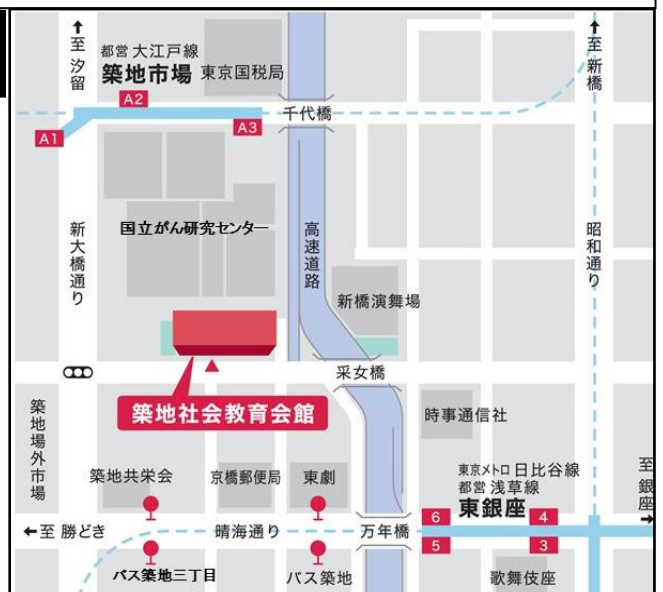 至 汐留
都営 大江戸線
築地市場
東京国税局
至 新橋
A2
千代橋
A3
A1
国立がん研究センター
新大橋通り
高速道路
昭和通り
新橋演舞場
采女橋
築地社会教育会館
時事通信社
築地場外市場
築地共栄会
京橋郵便局
東劇
東京メトロ 日比谷線
都営 浅草線
東銀座
至 銀座
6
4
至 勝どき
晴海通り
万年橋
5
3
バス築地三丁目
バス築地
歌舞伎座